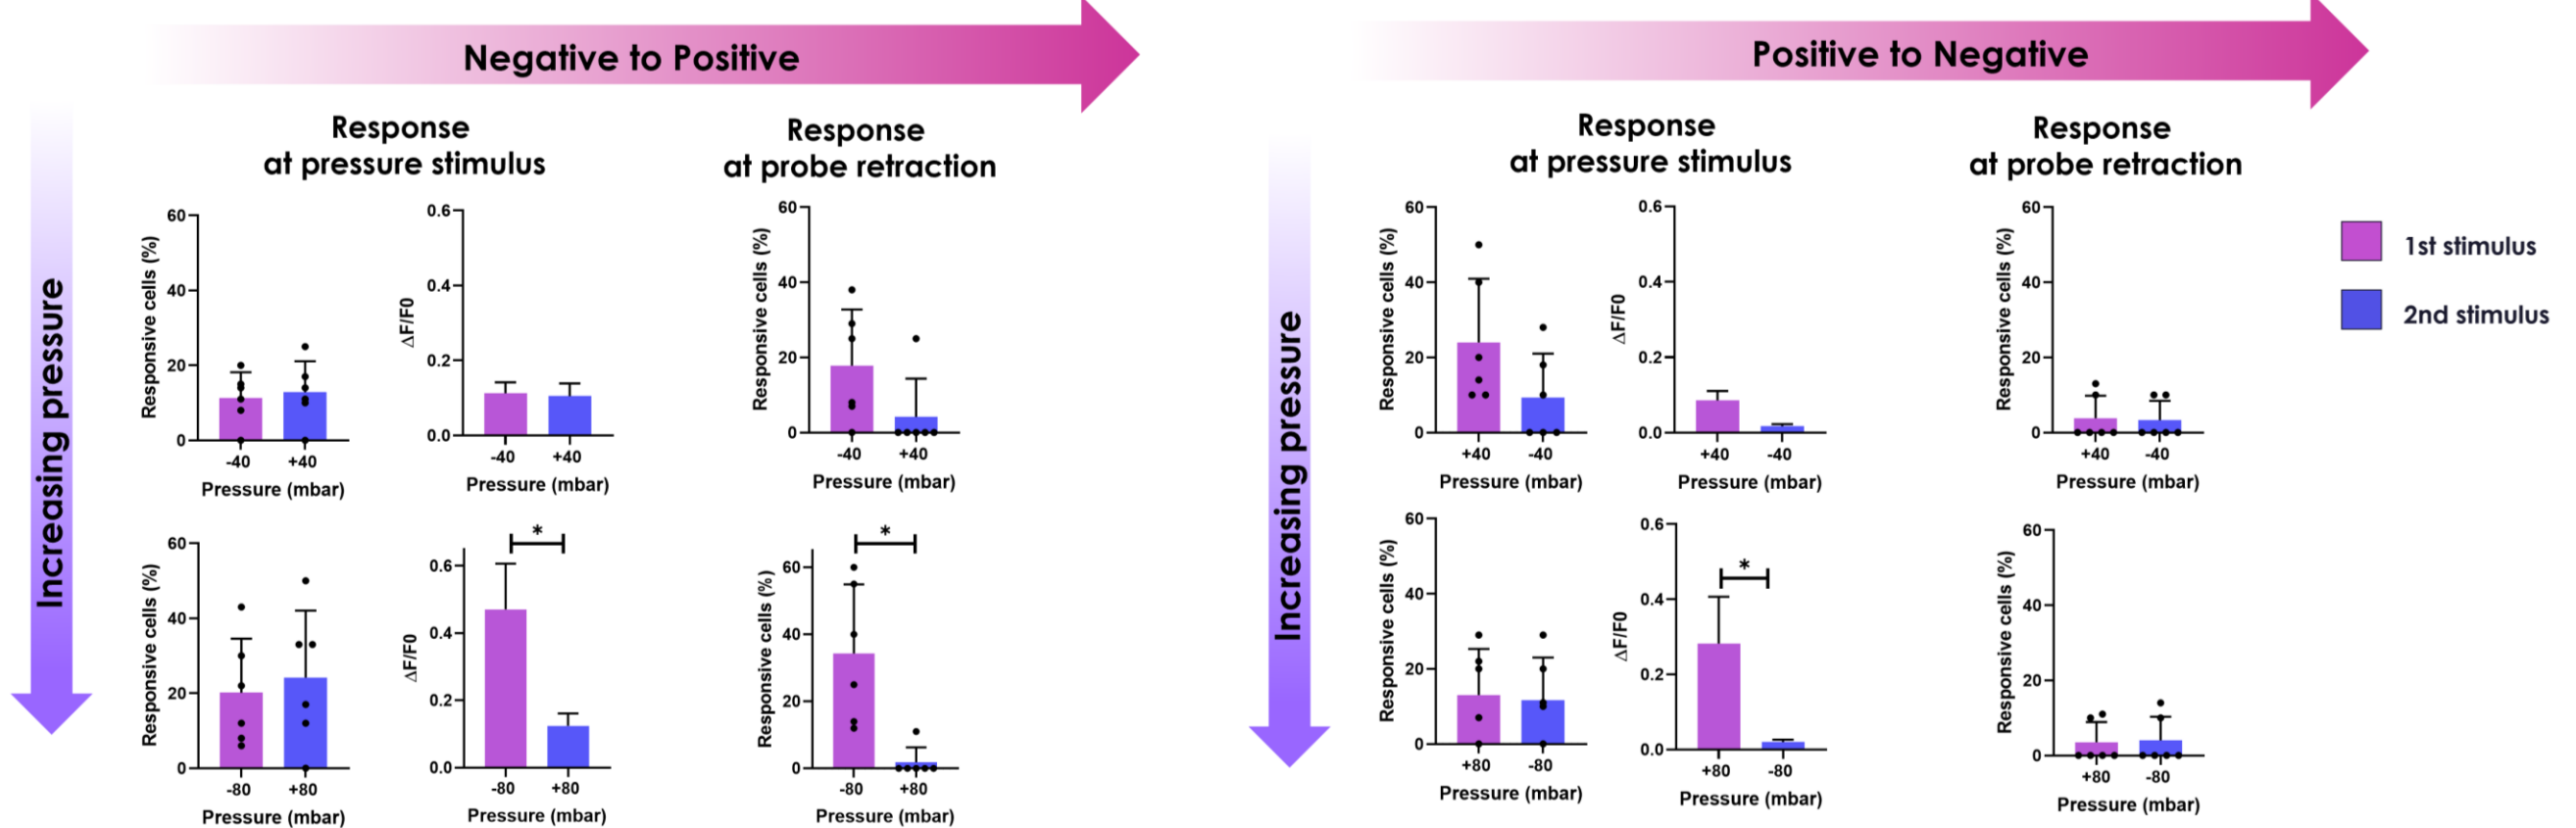 Negative to Positive
Positive to Negative
Increasing pressure
Response
at pressure stimulus
Response
at probe retraction
Responsive cells (%)
60
40
20
0
-40
+40
Pressure (mbar)
ΔF/F0
0.6
0.4
0.2
0.0
-40
+40
Pressure (mbar)
Responsive cells (%)
60
40
20
0
-40
+40
Pressure (mbar)
Responsive cells (%)
60
40
20
0
-80
+80
Pressure (mbar)
*
ΔF/F0
0.6
0.4
0.2
0.0
-80
+80
Pressure (mbar)
*
Responsive cells (%)
60
40
20
0
-80
+80
Pressure (mbar)
Increasing pressure
Response
at pressure stimulus
Response
at probe retraction
Responsive cells (%)
60
40
20
0
+40
-40
Pressure (mbar)
ΔF/F0
0.6
0.4
0.2
0.0
+40
-40
Pressure (mbar)
Responsive cells (%)
60
40
20
0
+40
-40
Pressure (mbar)
1st stimulus
2nd stimulus
Responsive cells (%)
60
40
20
0
+80
-80
Pressure (mbar)
*
ΔF/F0
0.6
0.4
0.2
0.0
+80
-80
Pressure (mbar)
Responsive cells (%)
60
40
20
0
+80
-80
Pressure (mbar)